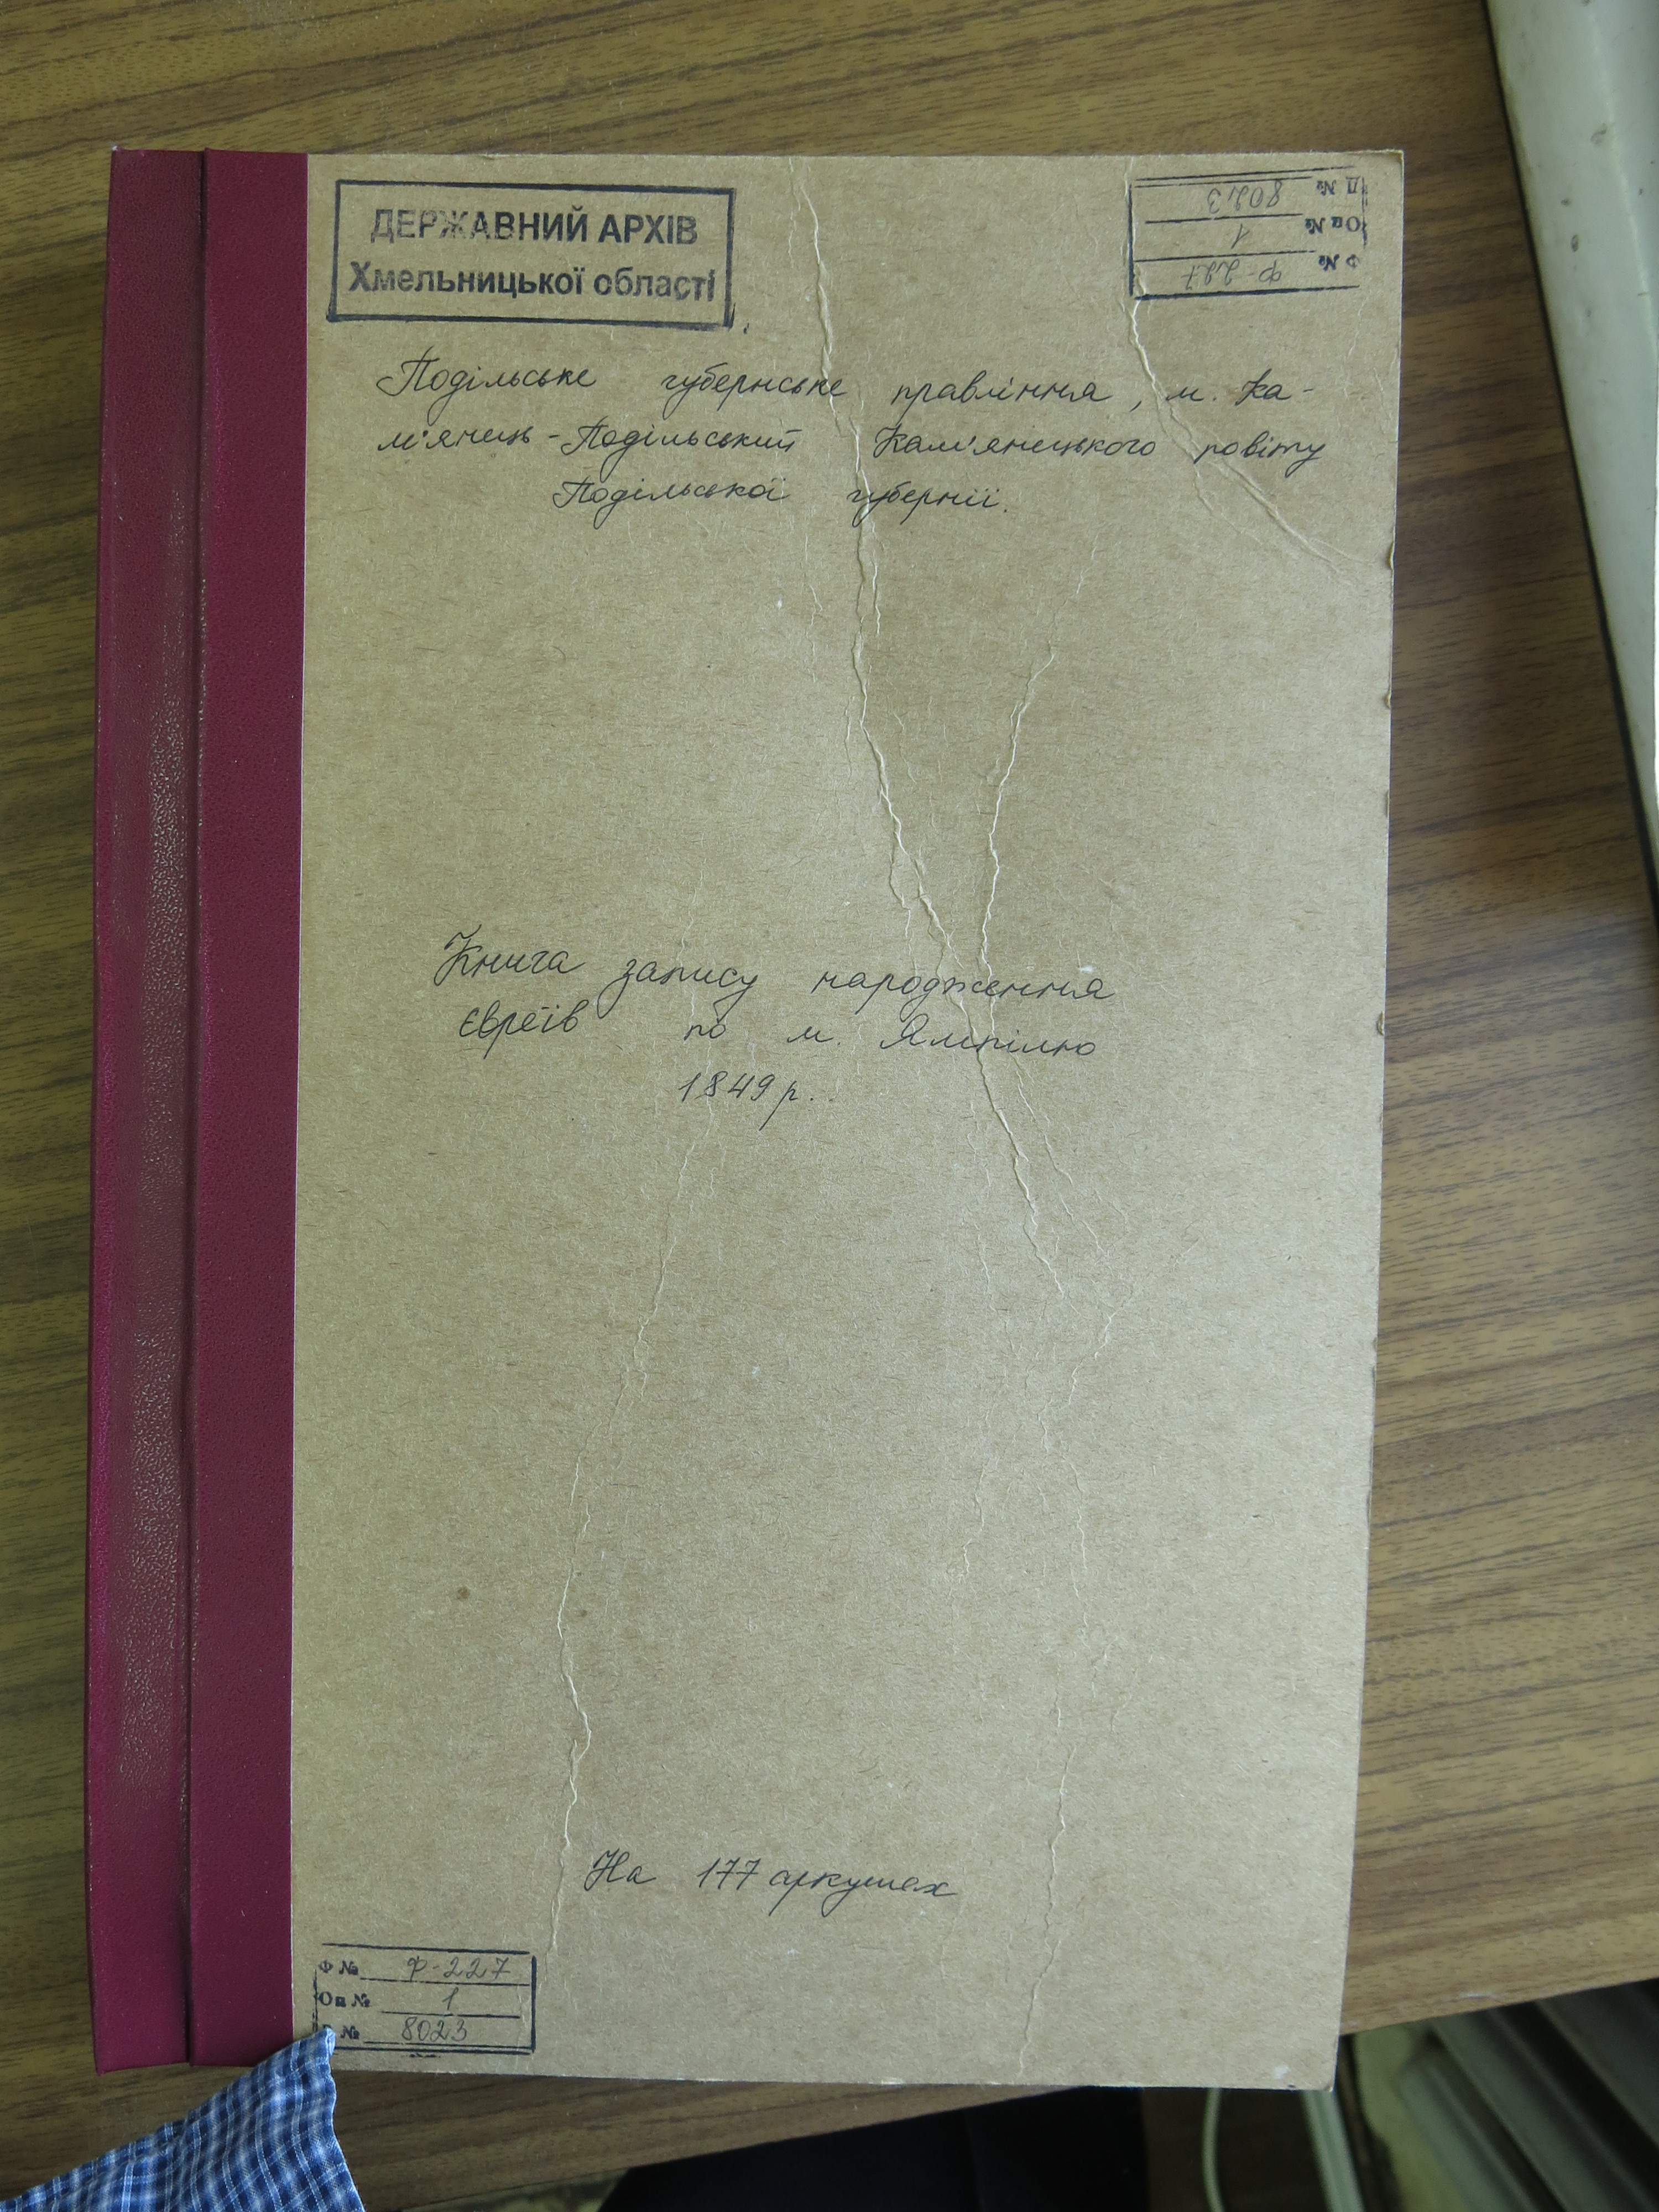 ДЕРЖАВНИЙ АРХІВ
Хмельницької області
Д № 8023
Оп № 1
Ф № Ф-227
Подільське губернське правління, м. Ка-
м'янець-Подільський Кам'янецького повіту
Подільської губернії.
Книга запису народження
євреїв по м. Ямпілю
1849 р.
На 177 аркушах
Ф № Ф-227
Оп № 1
№ 8023